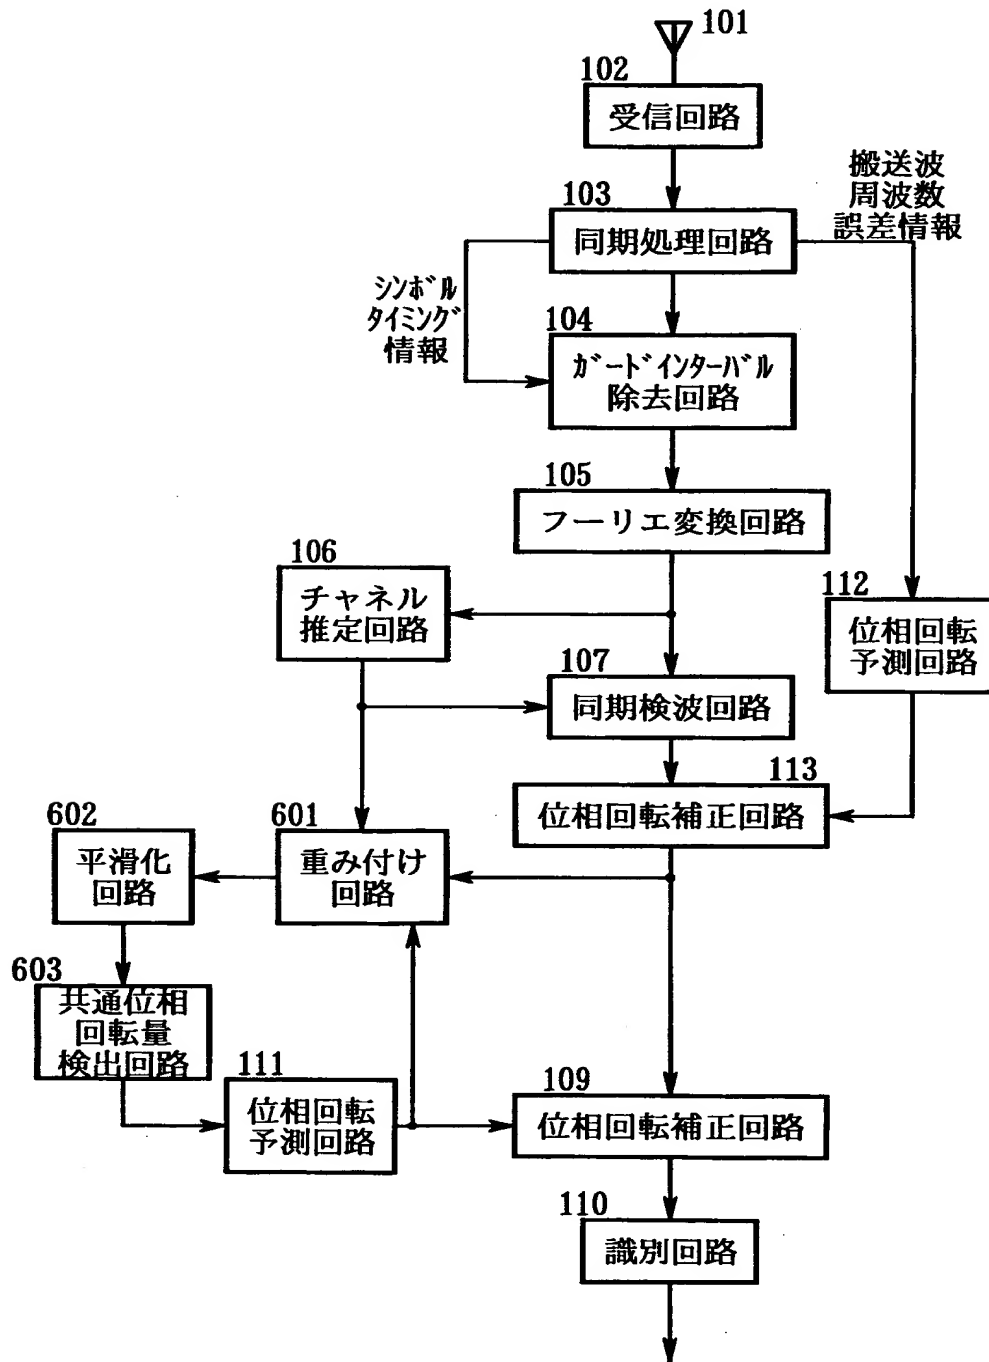 101
102
受信回路
搬送波
周波数
誤差情報
103
同期処理回路
シンボル
タイミング
情報
104
ガードインターバル
除去回路
105
フーリエ変換回路
106
チャネル
推定回路
112
位相回転
予測回路
107
同期検波回路
113
位相回転補正回路
602
平滑化
回路
601
重み付け
回路
603
共通位相
回転量
検出回路
111
位相回転
予測回路
109
位相回転補正回路
110
識別回路